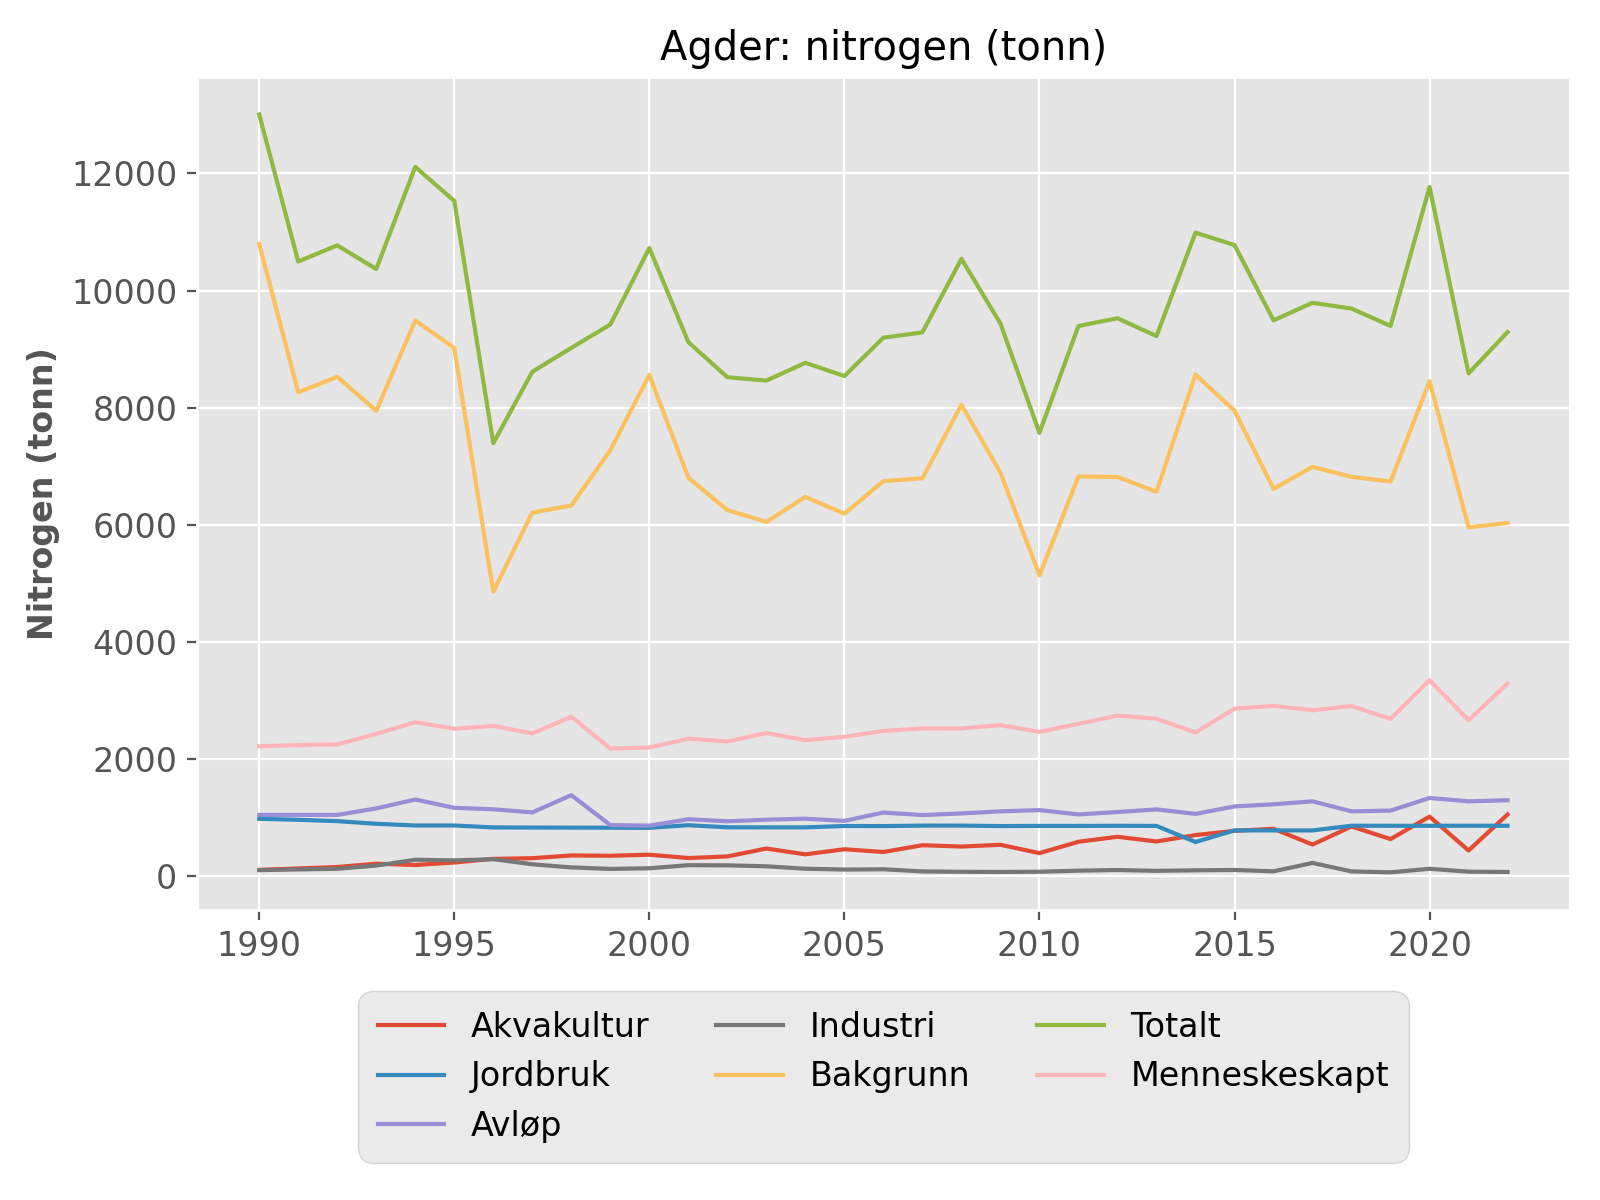 Agder: nitrogen (tonn)
Nitrogen (tonn)
12000
10000
8000
6000
4000
2000
0
1990 1995 2000 2005 2010 2015 2020
Akvakultur Industri Totalt
Jordbruk Bakgrunn Menneskeskapt
Avløp